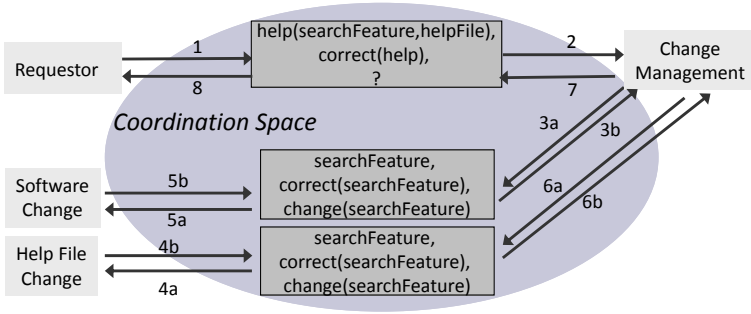 help(searchFeature,helpFile),
correct(help),
?
1
2
8
7
Requestor
Change
Management
Coordination Space
3a
3b
searchFeature,
correct(searchFeature),
change(searchFeature)
5b
5a
Software
Change
6a
6b
searchFeature,
correct(searchFeature),
change(searchFeature)
4b
4a
Help File
Change